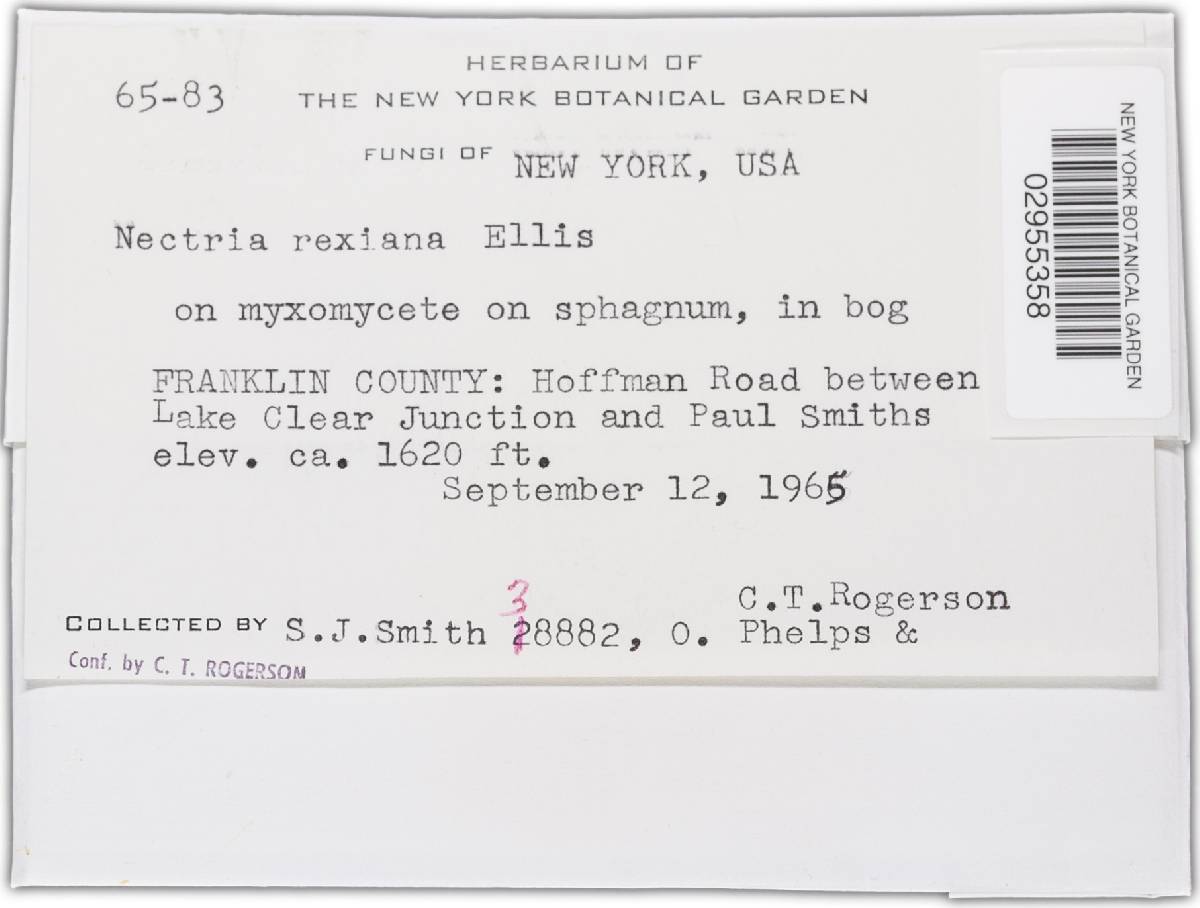 HERBARIUM OF
65-83 THE NEW YORK BOTANICAL GARDEN
FUNGI OF NEW YORK, USA
Nectria rexiana Ellis
on myxomycete on sphagnum, in bog
FRANKLIN COUNTY: Hoffman Road between
Lake Clear Junction and Paul Smiths
elev. ca. 1620 ft.
September 12, 1965
C.T.Rogerson
COLLECTED BY S.J.Smith 38882, O. Phelps &
Conf. by C. T. ROGERSON
NEW YORK BOTANICAL GARDEN
02955358